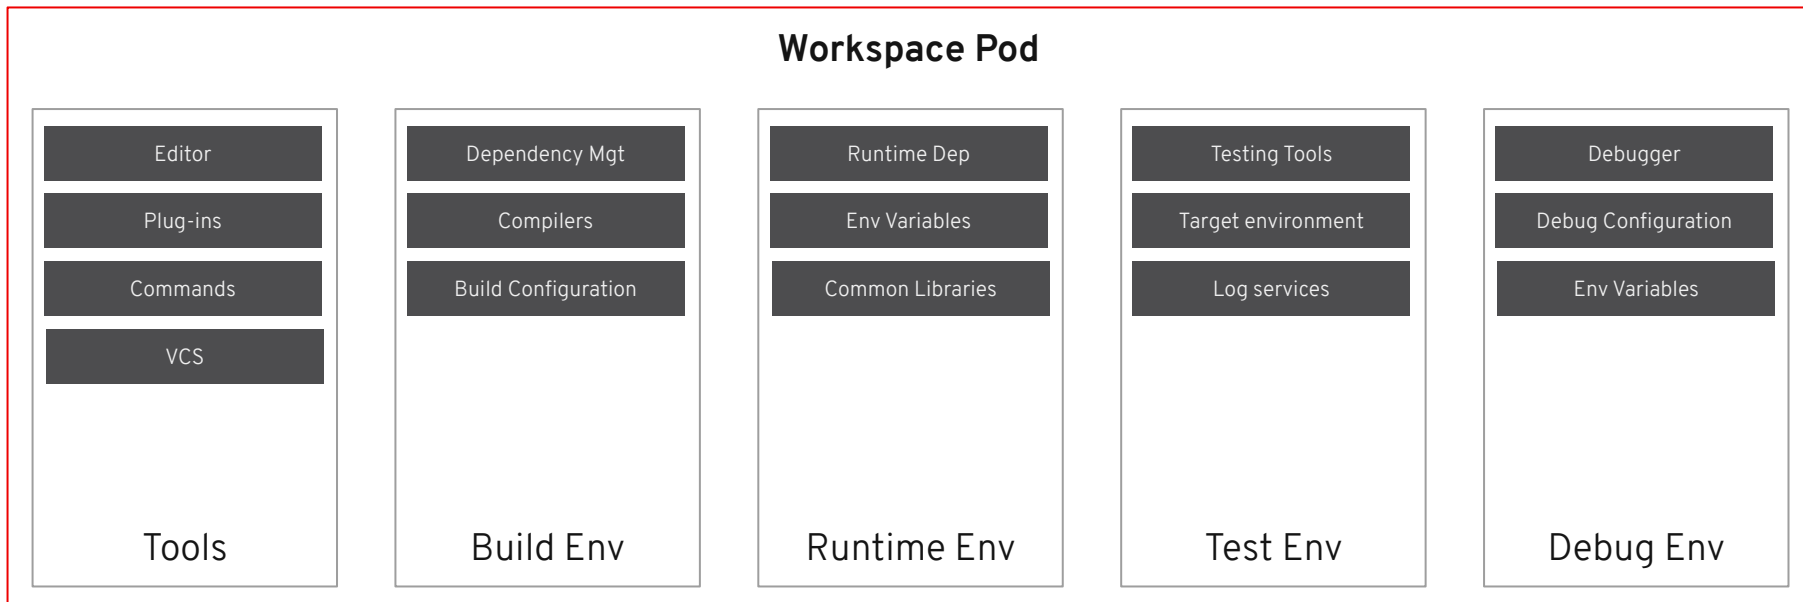 Workspace Pod
Editor
Plug-ins
Commands
VCS
Tools
Dependency Mgt
Compilers
Build Configuration
Build Env
Runtime Dep
Env Variables
Common Libraries
Runtime Env
Testing Tools
Target environment
Log services
Test Env
Debugger
Debug Configuration
Env Variables
Debug Env